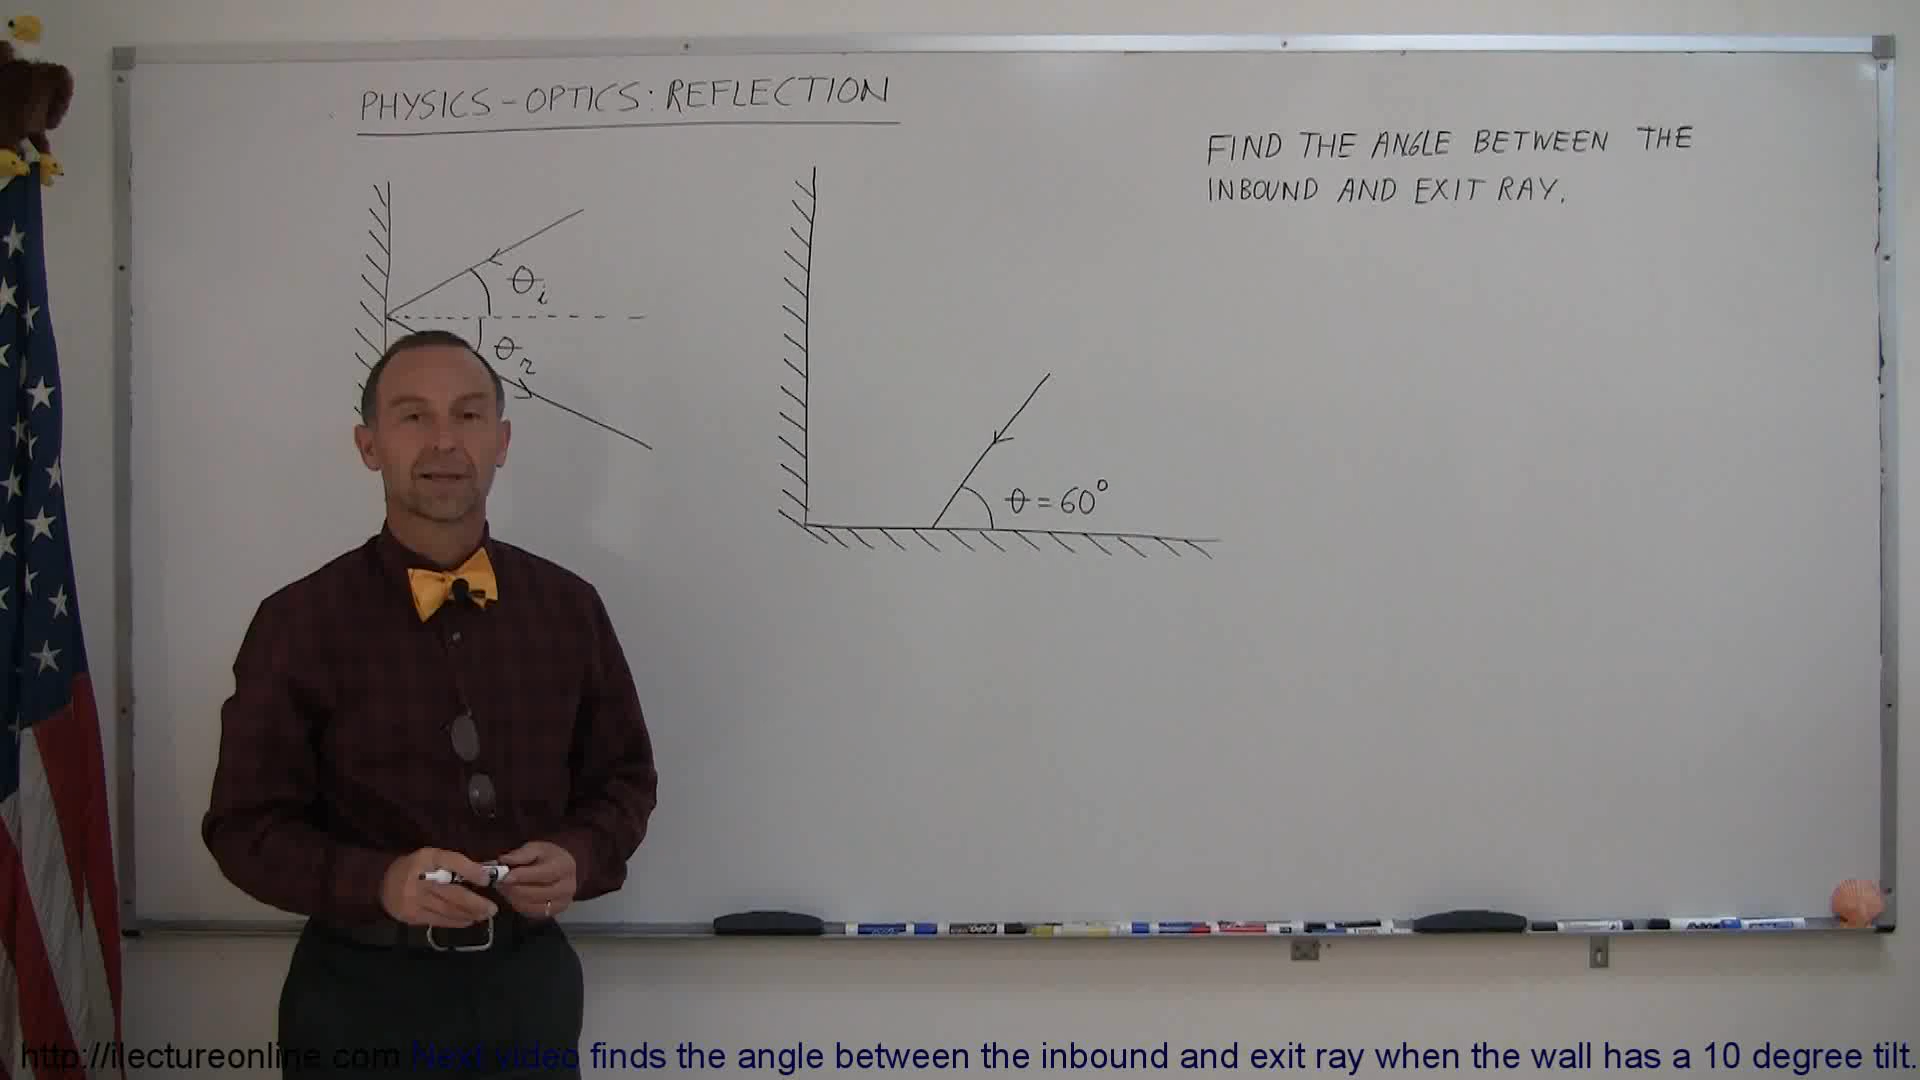 PHYSICS - OPTICS: REFLECTION
FIND THE ANGLE BETWEEN THE
INBOUND AND EXIT RAY.
θi
θr
θ = 60°
http://ilectureonline.com Next video finds the angle between the inbound and exit ray when the wall has a 10 degree tilt.